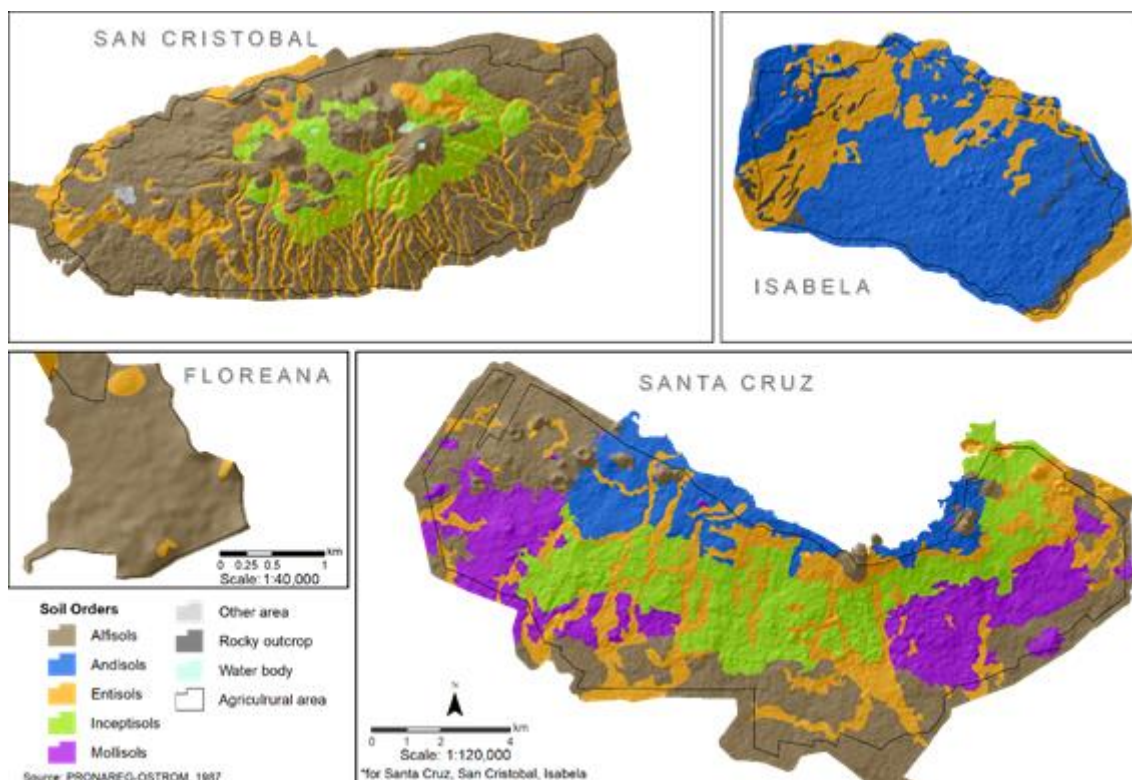 SAN CRISTOBAL
ISABELA
FLOREANA
SANTA CRUZ
km
0 0.25 0.5 1
Scale: 1:40,000
Soil Orders
Alfisols
Andisols
Entisols
Inceptisols
Mollisols
Other area
Rocky outcrop
Water body
Agricultural area
N
km
0 1 2 4
Scale: 1:120,000
*for Santa Cruz, San Cristobal, Isabela
Source: PRONAREG-OSTROM, 1987